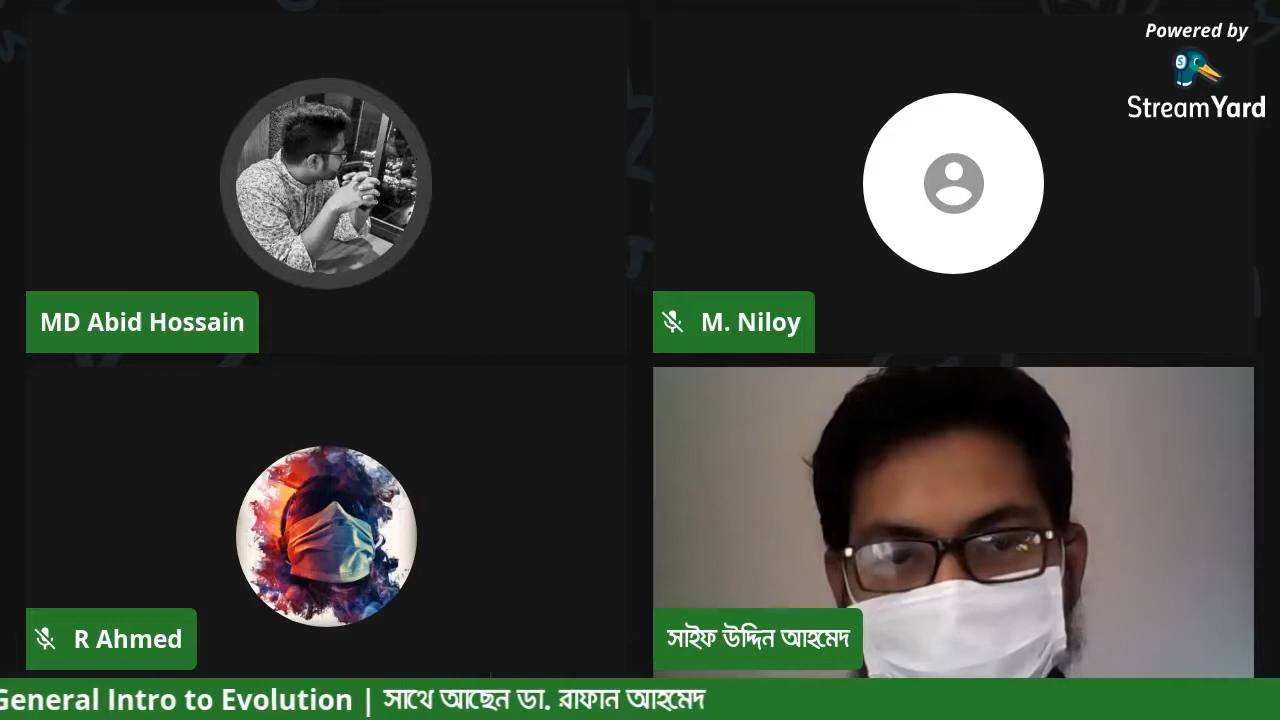 Powered by
StreamYard
MD Abid Hossain
M. Niloy
R Ahmed
সাইফ উদ্দিন আহমেদ
General Intro to Evolution | সাথে আছেন ডা. রাফান আহমেদ